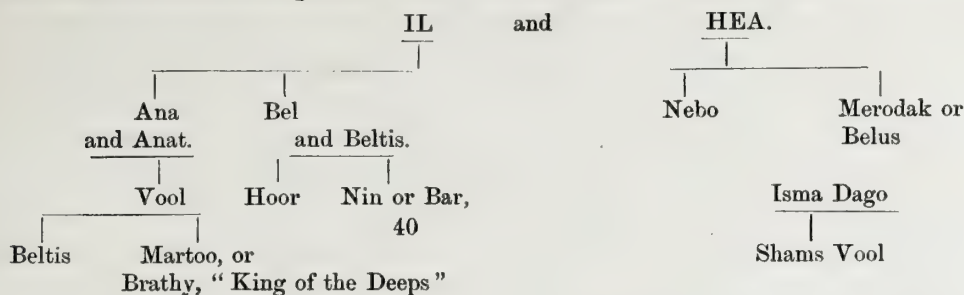 IL and HEA.
Ana Bel Nebo Merodak or
and Anat. and Beltis. Belus
Vool Hoor Nin or Bar, Isma Dago
40
Beltis Martoo, or Shams Vool
Brathy, "King of the Deeps"